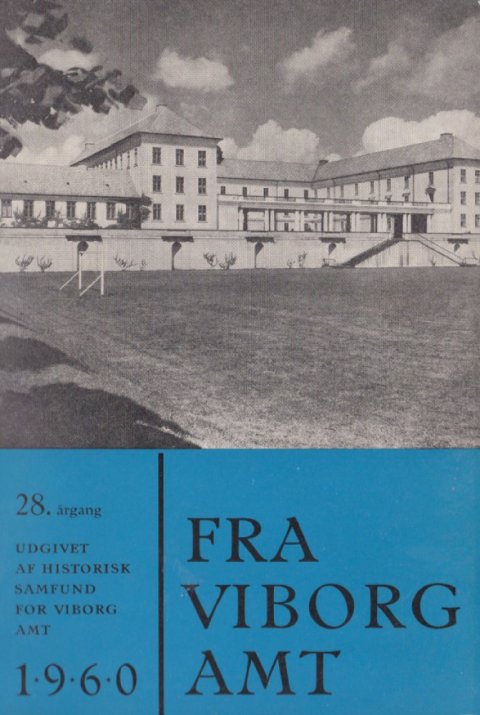 28. årgang
UDGIVET
AF HISTORISK
SAMFUND
FOR VIBORG
AMT
1·9·6·0
FRA
VIBORG
AMT